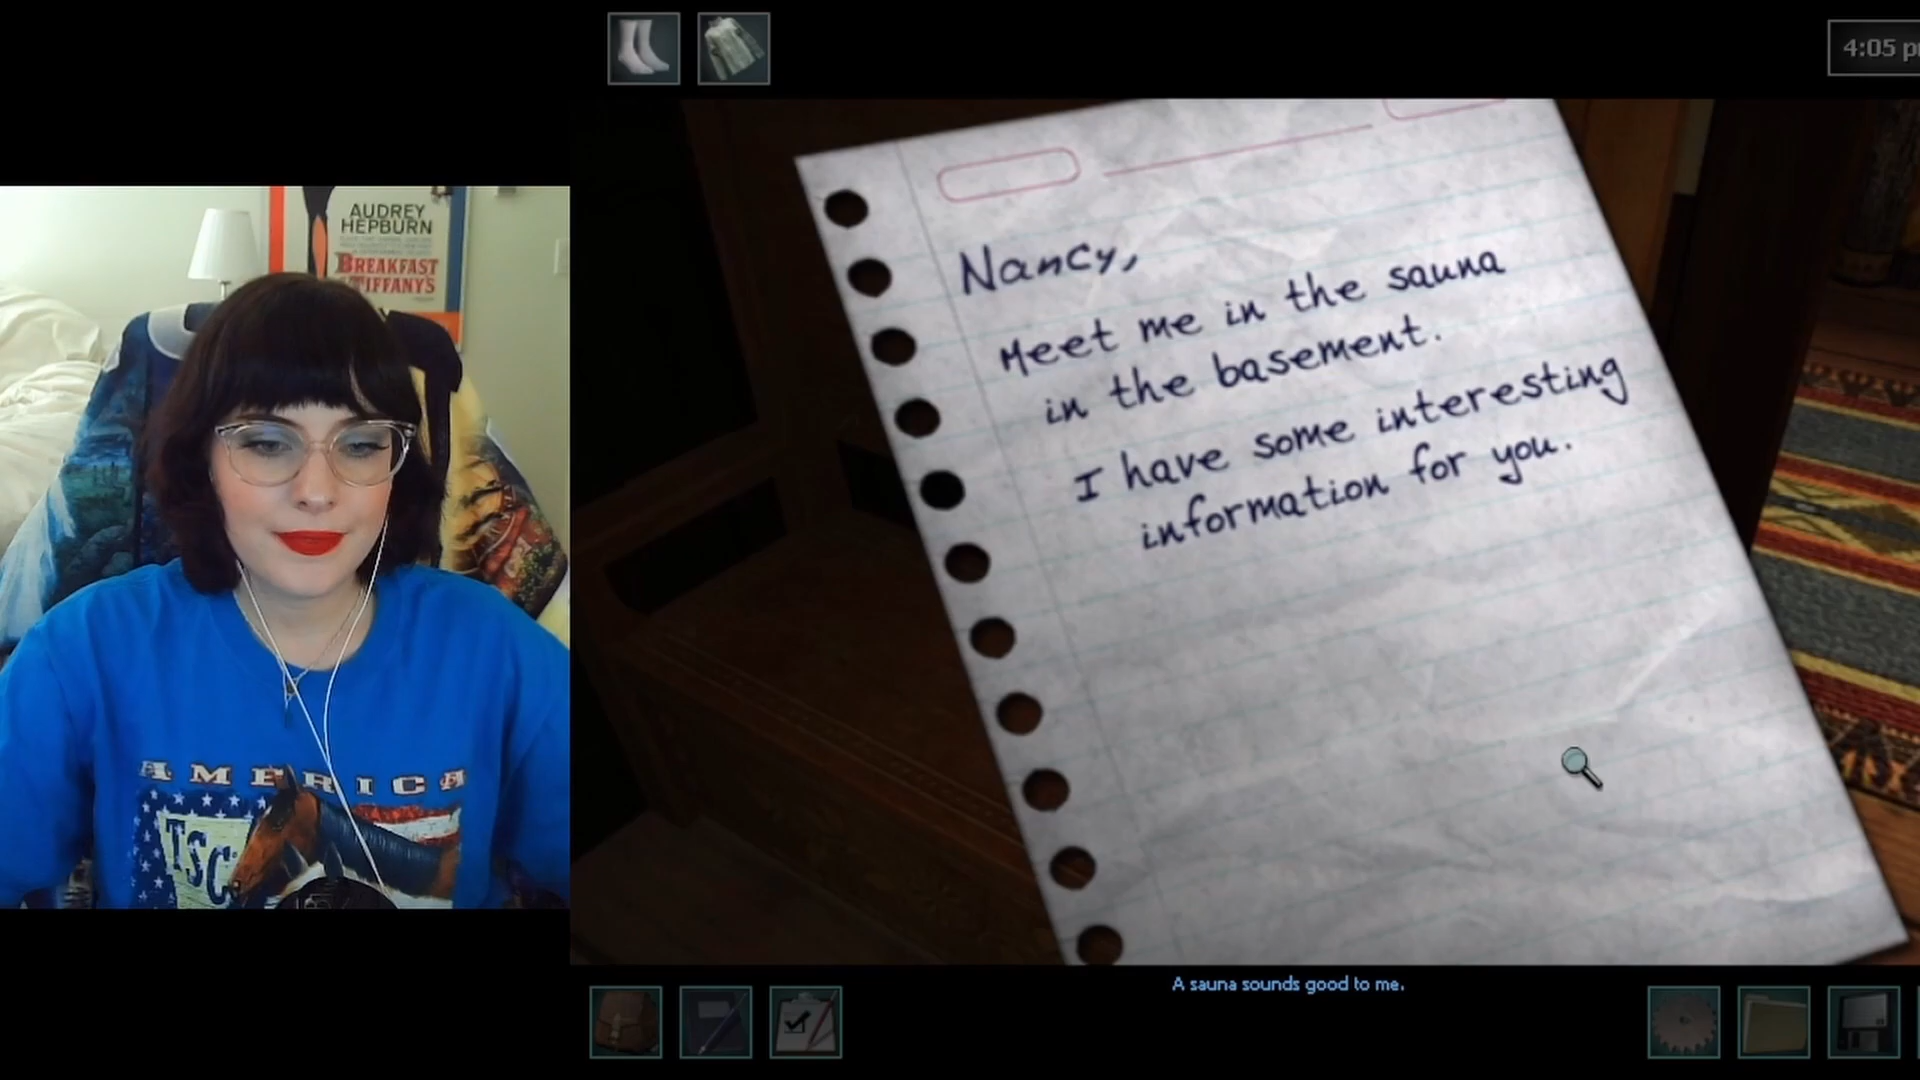 4:05 p
AUDREY
HEPBURN
BREAKFAST
TIFFANY'S
Nancy,
Meet me in the sauna
in the basement.
I have some interesting
information for you.
AMERICA
TSC
A sauna sounds good to me.